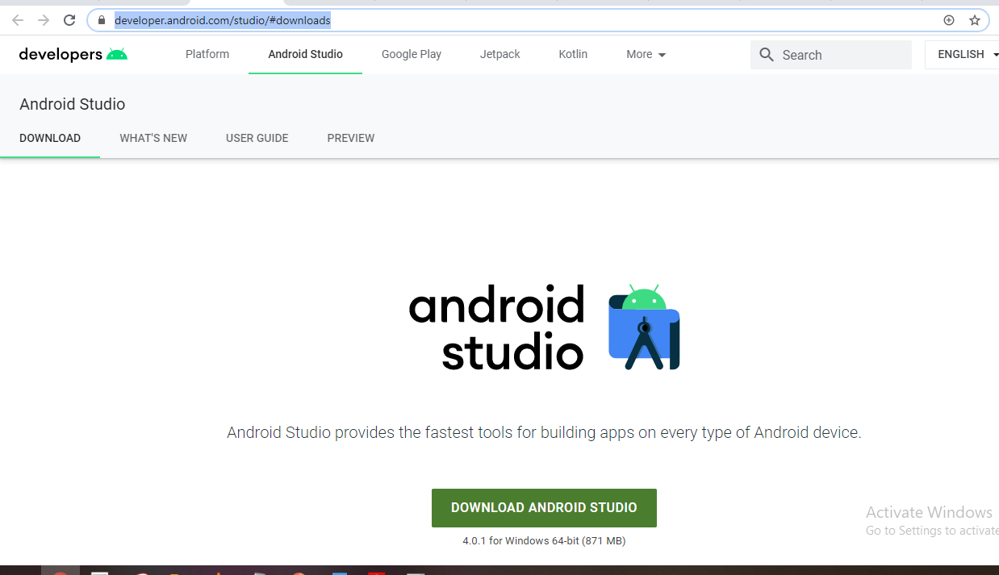 developer.android.com/studio/#downloads
developers Platform Android Studio Google Play Jetpack Kotlin More Search ENGLISH
Android Studio
DOWNLOAD WHAT'S NEW USER GUIDE PREVIEW
android
studio
Android Studio provides the fastest tools for building apps on every type of Android device.
DOWNLOAD ANDROID STUDIO
4.0.1 for Windows 64-bit (871 MB)
Activate Windows
Go to Settings to activate